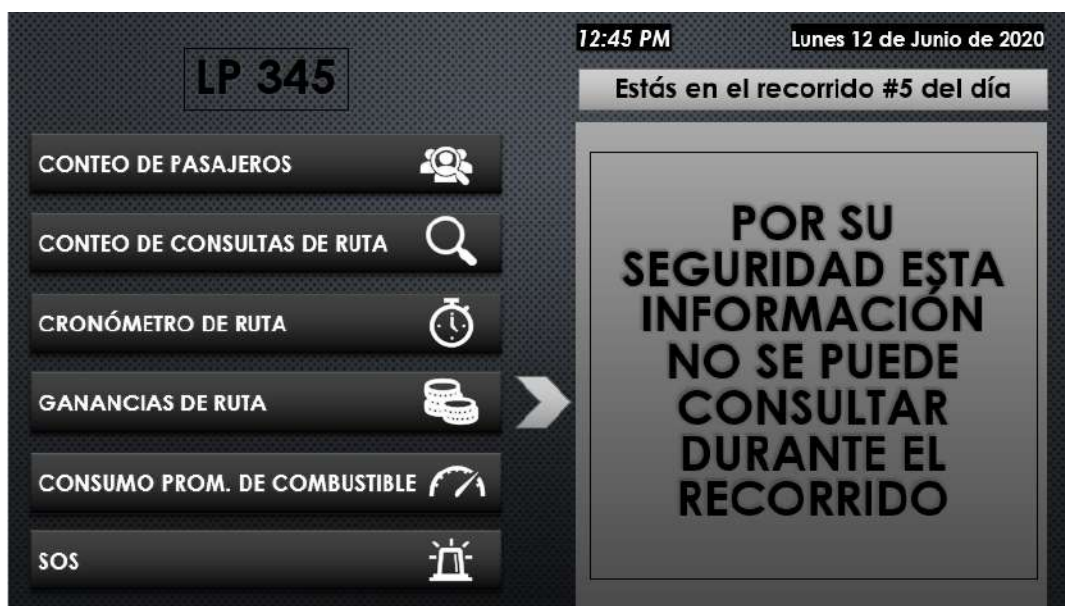 LP 345
12:45 PM
Lunes 12 de Junio de 2020
Estás en el recorrido #5 del día
CONTEO DE PASAJEROS
CONTEO DE CONSULTAS DE RUTA
CRONÓMETRO DE RUTA
GANANCIAS DE RUTA
CONSUMO PROM. DE COMBUSTIBLE
SOS
POR SU
SEGURIDAD ESTA
INFORMACIÓN
NO SE PUEDE
CONSULTAR
DURANTE EL
RECORRIDO